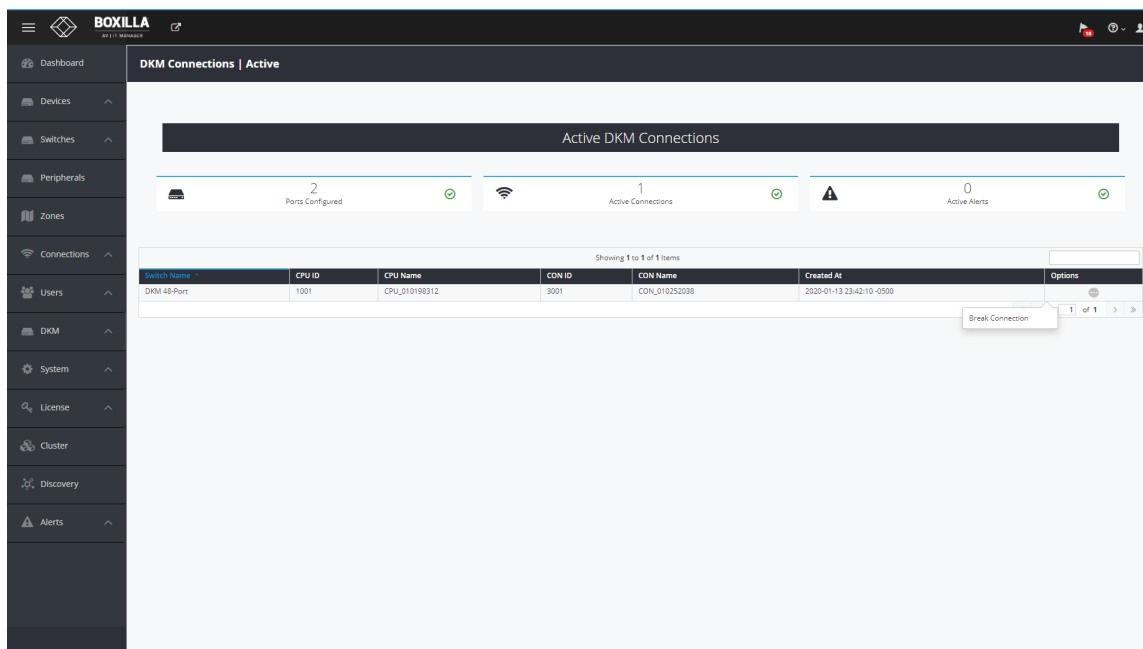 BOXILLA
AV | IT MANAGER
18
Dashboard
DKM Connections | Active
Devices
Switches
Peripherals
Zones
Connections
Users
DKM
System
License
Cluster
Discovery
Alerts
Active DKM Connections
2
Ports Configured
1
Active Connections
0
Active Alerts
Showing 1 to 1 of 1 Items
Switch Name CPU ID CPU Name CON ID CON Name Created At Options
DKM 48-Port 1001 CPU_010198312 3001 CON_010252038 2020-01-13 23:42:10 -0500
Break Connection
1 of 1